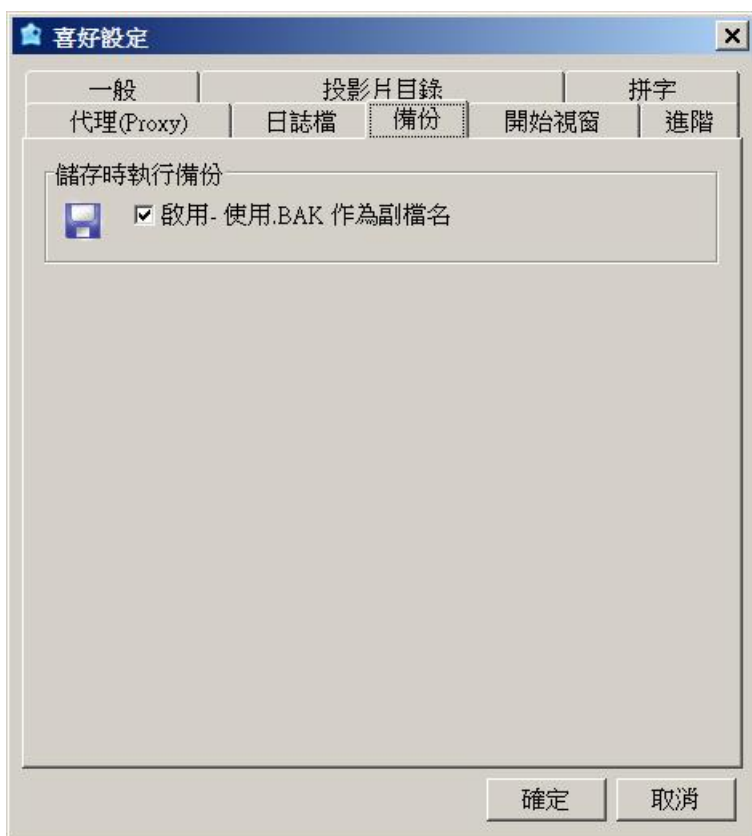 喜好設定
一般 投影片目錄 拼字
代理(Proxy) 日誌檔 備份 開始視窗 進階
儲存時執行備份
啟用- 使用.BAK 作為副檔名
確定 取消